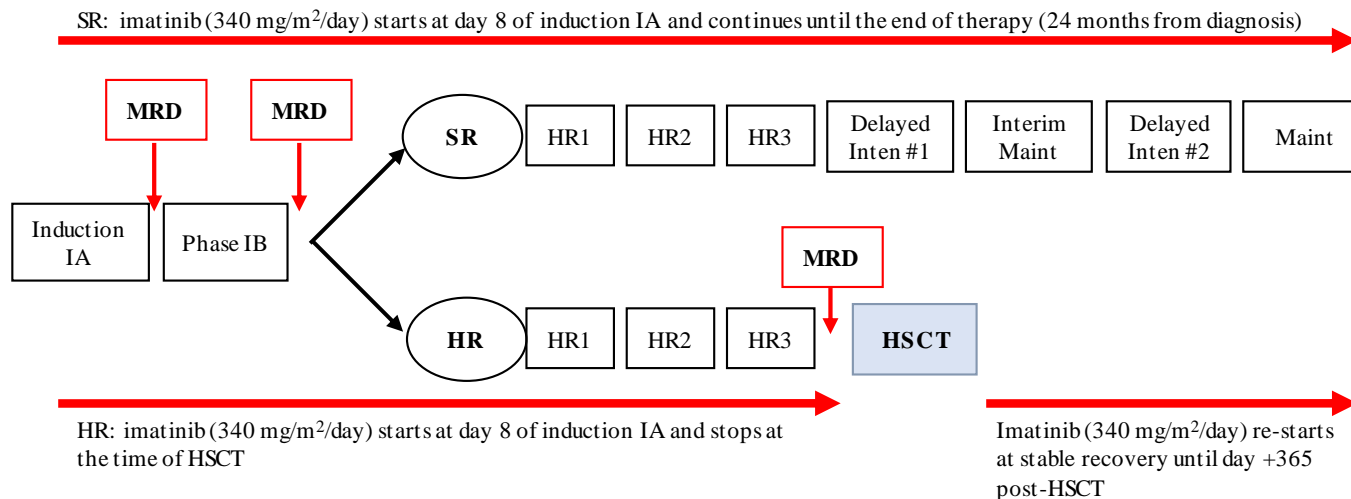 SR: imatinib (340 mg/m²/day) starts at day 8 of induction IA and continues until the end of therapy (24 months from diagnosis)
MRD
MRD
SR
HR1
HR2
HR3
Delayed
Inten #1
Interim
Maint
Delayed
Inten #2
Maint
Induction
IA
Phase IB
MRD
HR
HR1
HR2
HR3
HSCT
HR: imatinib (340 mg/m²/day) starts at day 8 of induction IA and stops at
the time of HSCT
Imatinib (340 mg/m²/day) re-starts
at stable recovery until day +365
post-HSCT